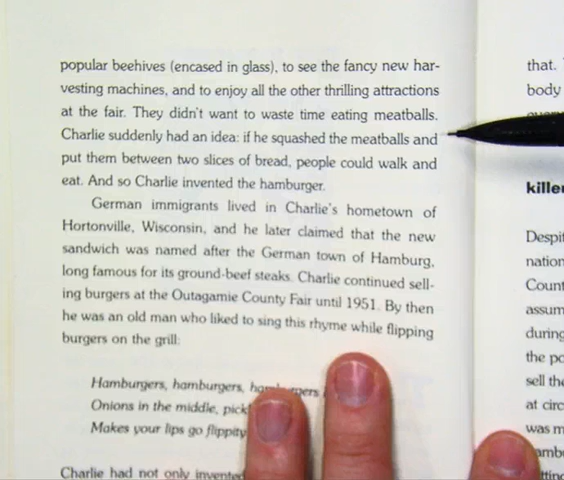 popular beehives (encased in glass), to see the fancy new har-
vesting machines, and to enjoy all the other thrilling attractions
at the fair. They didn't want to waste time eating meatballs.
Charlie suddenly had an idea: if he squashed the meatballs and
put them between two slices of bread, people could walk and
eat. And so Charlie invented the hamburger.
German immigrants lived in Charlie's hometown of
Hortonville, Wisconsin, and he later claimed that the new
sandwich was named after the German town of Hamburg,
long famous for its ground-beef steaks. Charlie continued sell-
ing burgers at the Outagamie County Fair until 1951. By then
he was an old man who liked to sing this rhyme while flipping
burgers on the grill:
Hamburgers, hamburgers, hamburgers
Onions in the middle,
Makes your lips go flippity
Charlie had not only invented
that.
body
killer
Despi
nation
Count
assum
during
the po
sell the
at circ
was m